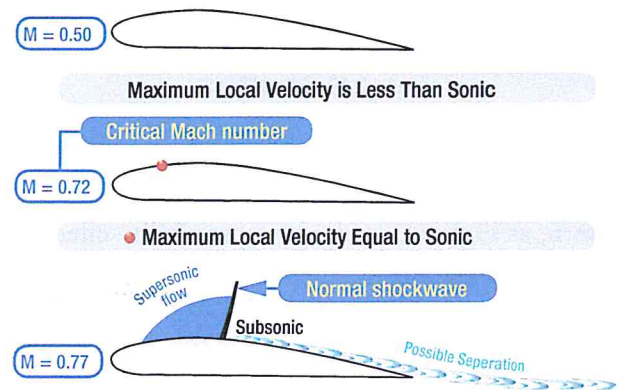 M = 0.50
Maximum Local Velocity is Less Than Sonic
Critical Mach number
M = 0.72
Maximum Local Velocity Equal to Sonic
Supersonic
flow
Normal shockwave
Subsonic
Possible Seperation
M = 0.77